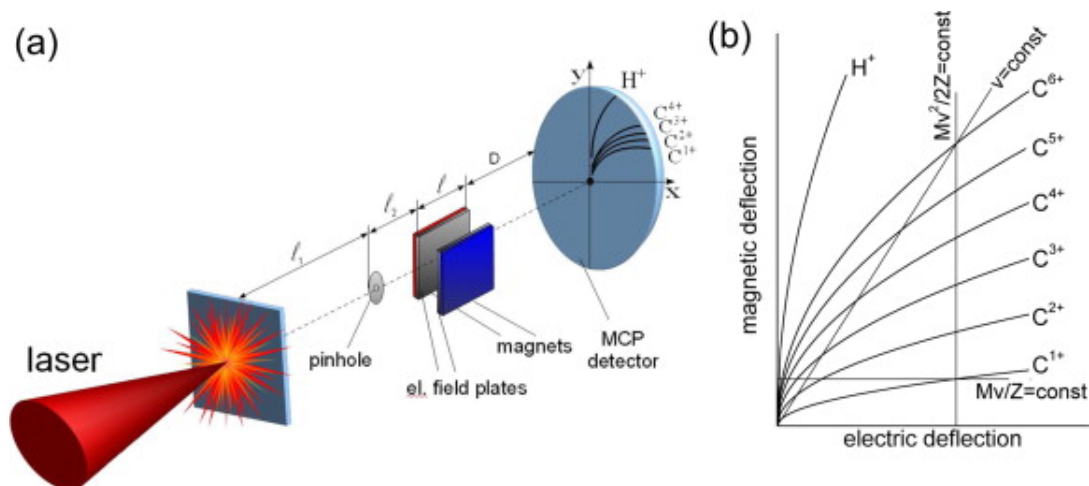 (a)
y
H⁺
C⁴⁺
C³⁺
C²⁺
C¹⁺
x
D
ℓ
ℓ₂
ℓ₁
laser
pinhole
el. field plates
magnets
MCP
detector
(b)
magnetic deflection
H⁺
Mv²/2Z=const
v=const
C⁶⁺
C⁵⁺
C⁴⁺
C³⁺
C²⁺
C¹⁺
Mv/Z=const
electric deflection